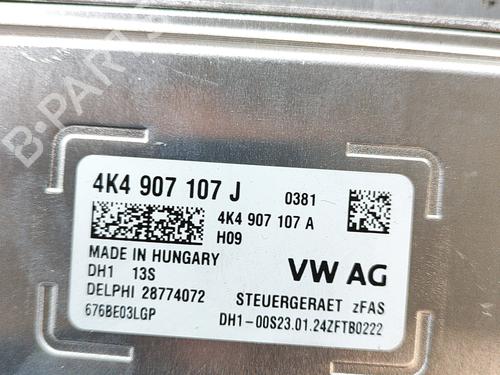 B-PARTS
4K4 907 107 J 0381
4K4 907 107 A
H09
MADE IN HUNGARY
DH1 13S
VW AG
DELPHI 28774072
STEUERGERAET zFAS
676BE03LGP
DH1-00S23.01.24ZFTB0222